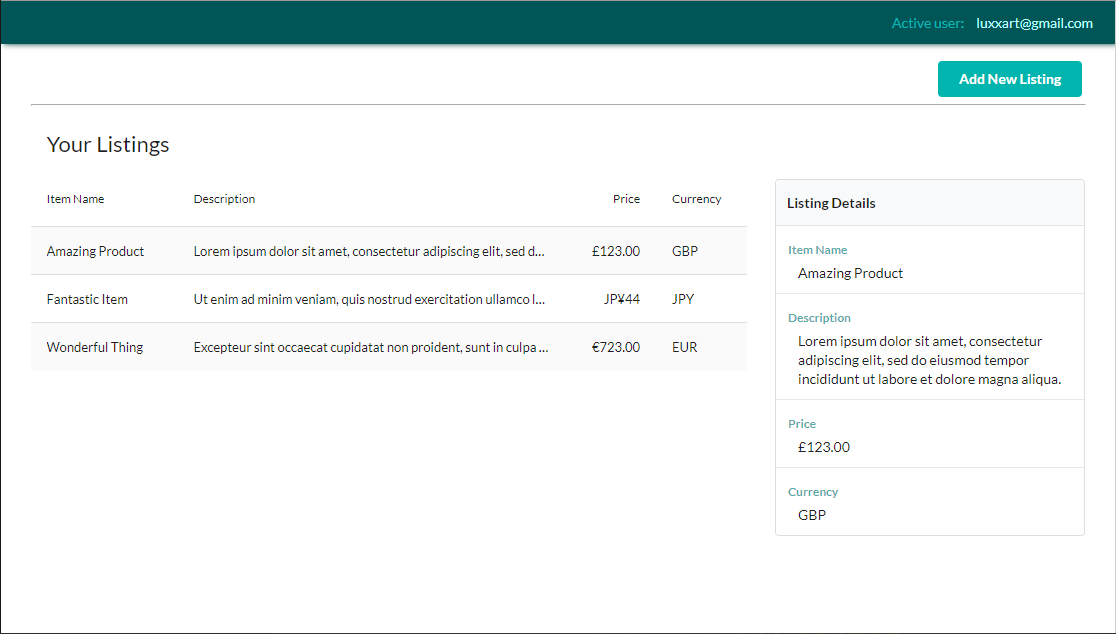 Active user: luxxart@gmail.com
Add New Listing
Your Listings
Item Name Description Price Currency
Amazing Product Lorem ipsum dolor sit amet, consectetur adipiscing elit, sed d... £123.00 GBP
Fantastic Item Ut enim ad minim veniam, quis nostrud exercitation ullamco l... JP¥44 JPY
Wonderful Thing Excepteur sint occaecat cupidatat non proident, sunt in culpa ... €723.00 EUR
Listing Details
Item Name
Amazing Product
Description
Lorem ipsum dolor sit amet, consectetur
adipiscing elit, sed do eiusmod tempor
incididunt ut labore et dolore magna aliqua.
Price
£123.00
Currency
GBP